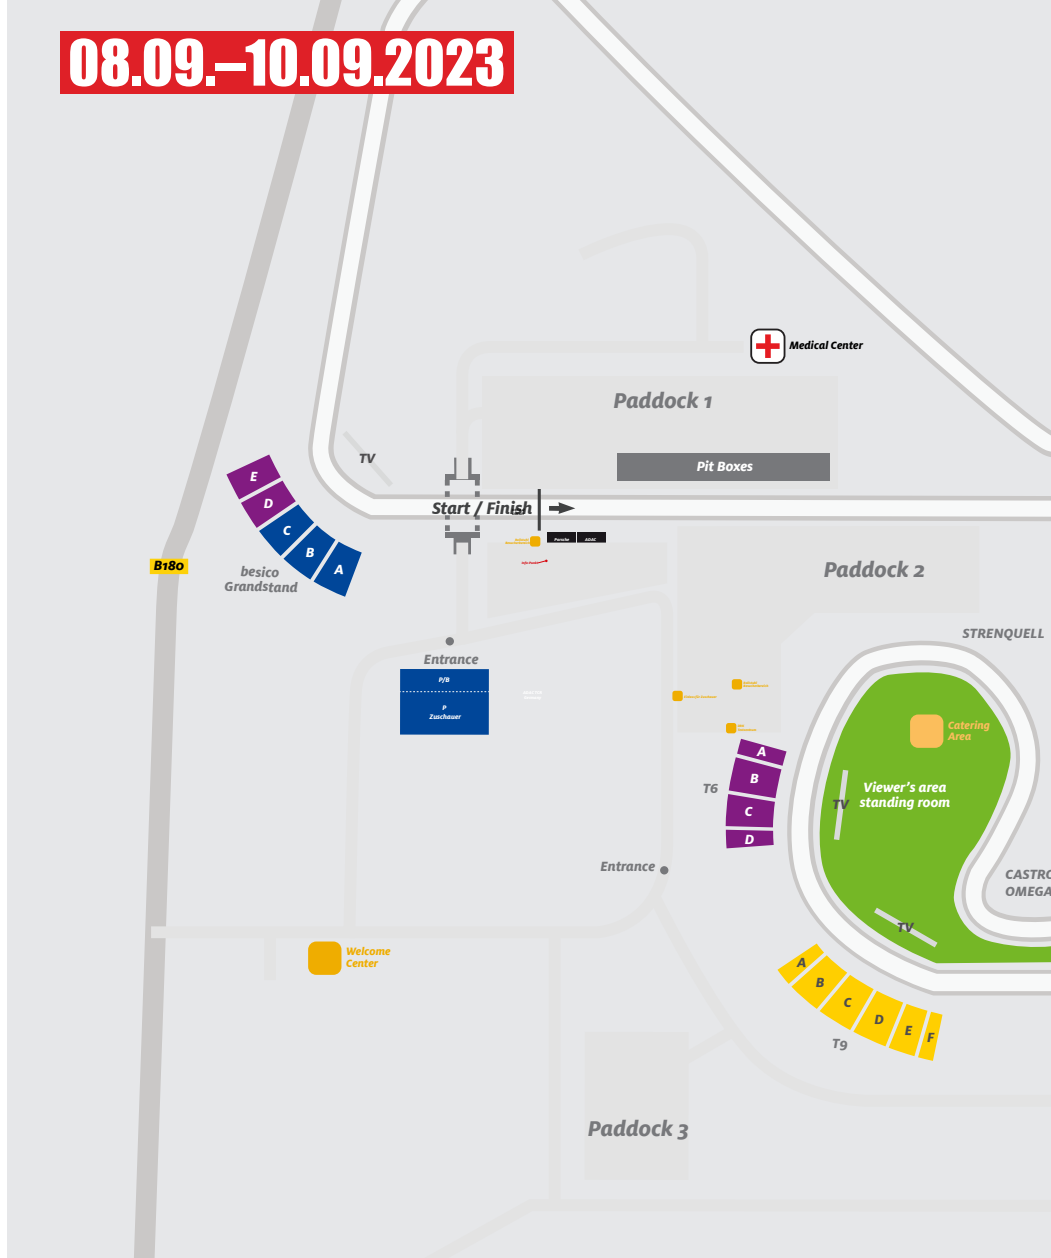 08.09.–10.09.2023
Medical Center
Paddock 1
TV
Pit Boxes
E
D
C
B
A
Start / Finish
Porsche
ADAC
B180
besico
Grandstand
Paddock 2
STRENQUELL
Entrance
P/B
P
Zuschauer
Catering
Area
A
B
C
D
T6
Viewer's area
standing room
TV
Entrance
CASTRO
OMEGA
TV
Welcome
Center
A
B
C
D
E
F
T9
Paddock 3